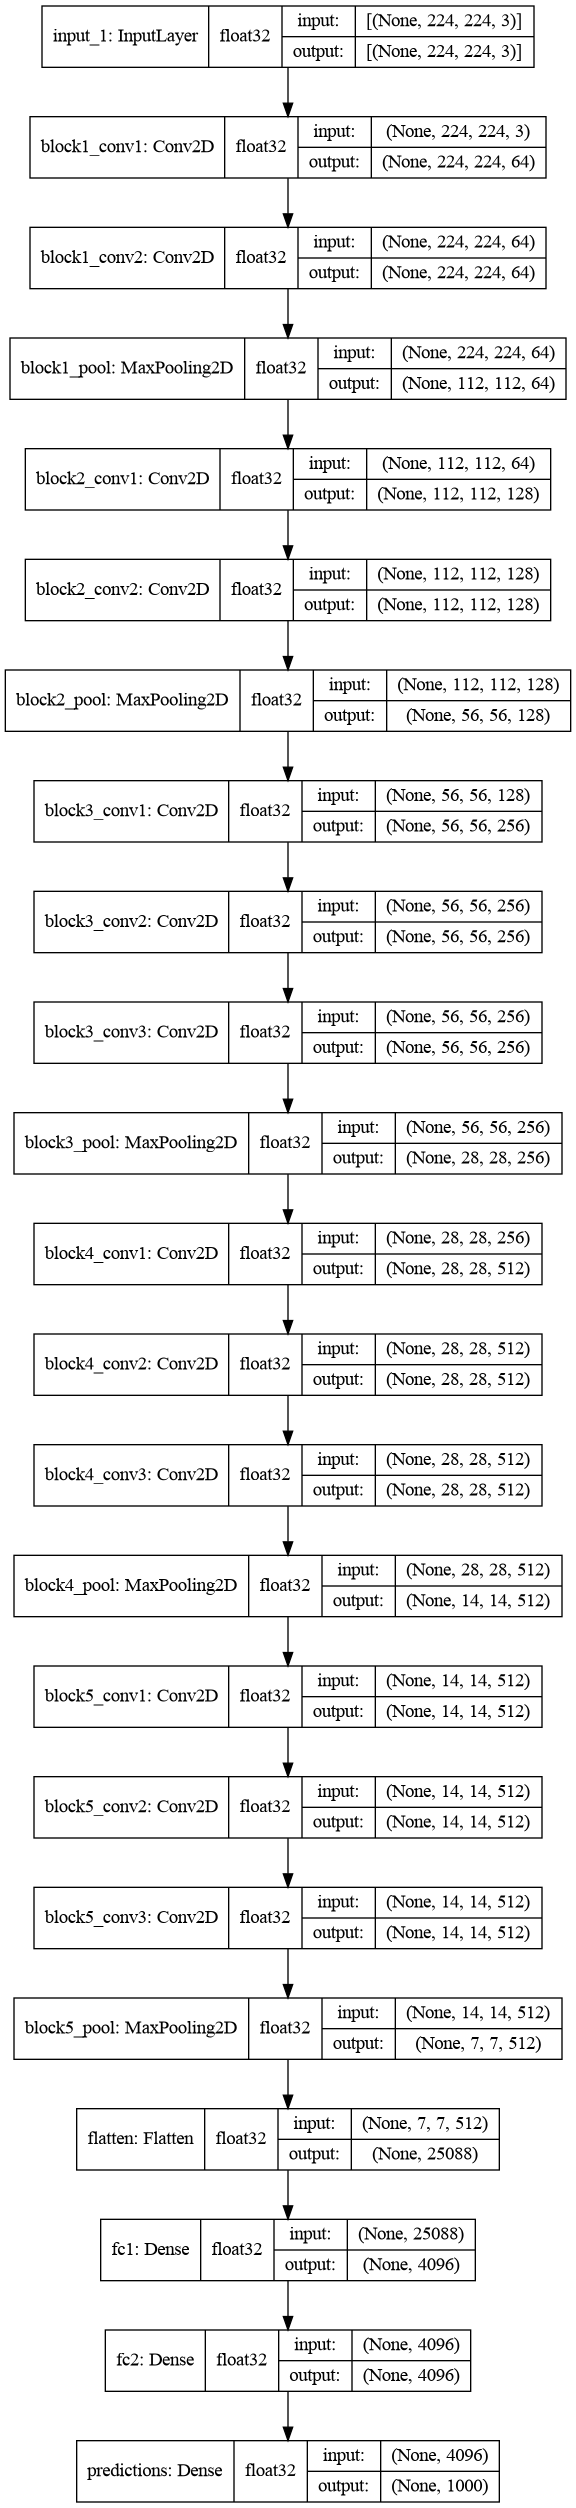 input_1: InputLayer float32 input: [(None, 224, 224, 3)]
output: [(None, 224, 224, 3)]
block1_conv1: Conv2D float32 input: (None, 224, 224, 3)
output: (None, 224, 224, 64)
block1_conv2: Conv2D float32 input: (None, 224, 224, 64)
output: (None, 224, 224, 64)
block1_pool: MaxPooling2D float32 input: (None, 224, 224, 64)
output: (None, 112, 112, 64)
block2_conv1: Conv2D float32 input: (None, 112, 112, 64)
output: (None, 112, 112, 128)
block2_conv2: Conv2D float32 input: (None, 112, 112, 128)
output: (None, 112, 112, 128)
block2_pool: MaxPooling2D float32 input: (None, 112, 112, 128)
output: (None, 56, 56, 128)
block3_conv1: Conv2D float32 input: (None, 56, 56, 128)
output: (None, 56, 56, 256)
block3_conv2: Conv2D float32 input: (None, 56, 56, 256)
output: (None, 56, 56, 256)
block3_conv3: Conv2D float32 input: (None, 56, 56, 256)
output: (None, 56, 56, 256)
block3_pool: MaxPooling2D float32 input: (None, 56, 56, 256)
output: (None, 28, 28, 256)
block4_conv1: Conv2D float32 input: (None, 28, 28, 256)
output: (None, 28, 28, 512)
block4_conv2: Conv2D float32 input: (None, 28, 28, 512)
output: (None, 28, 28, 512)
block4_conv3: Conv2D float32 input: (None, 28, 28, 512)
output: (None, 28, 28, 512)
block4_pool: MaxPooling2D float32 input: (None, 28, 28, 512)
output: (None, 14, 14, 512)
block5_conv1: Conv2D float32 input: (None, 14, 14, 512)
output: (None, 14, 14, 512)
block5_conv2: Conv2D float32 input: (None, 14, 14, 512)
output: (None, 14, 14, 512)
block5_conv3: Conv2D float32 input: (None, 14, 14, 512)
output: (None, 14, 14, 512)
block5_pool: MaxPooling2D float32 input: (None, 14, 14, 512)
output: (None, 7, 7, 512)
flatten: Flatten float32 input: (None, 7, 7, 512)
output: (None, 25088)
fc1: Dense float32 input: (None, 25088)
output: (None, 4096)
fc2: Dense float32 input: (None, 4096)
output: (None, 4096)
predictions: Dense float32 input: (None, 4096)
output: (None, 1000)